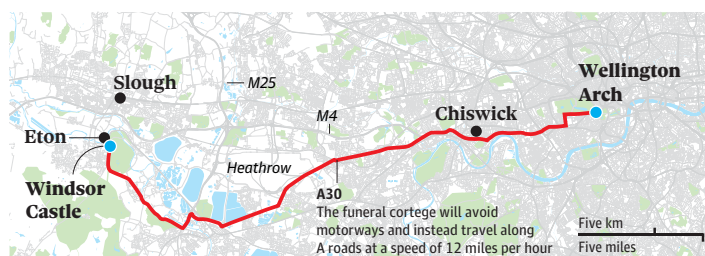 Wellington
Arch
Slough
M25
M4
Chiswick
Eton
Heathrow
Windsor
Castle
A30
The funeral cortege will avoid
motorways and instead travel along
A roads at a speed of 12 miles per hour
Five km
Five miles